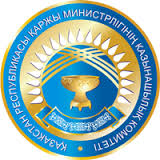 ҚАЗАҚСТАН РЕСПУБЛИКАСЫ ҚАРЖЫ МИНИСТРЛІГІНІҢ ҚАЗЫНАШЫЛЫҚ КОМИТЕТІ